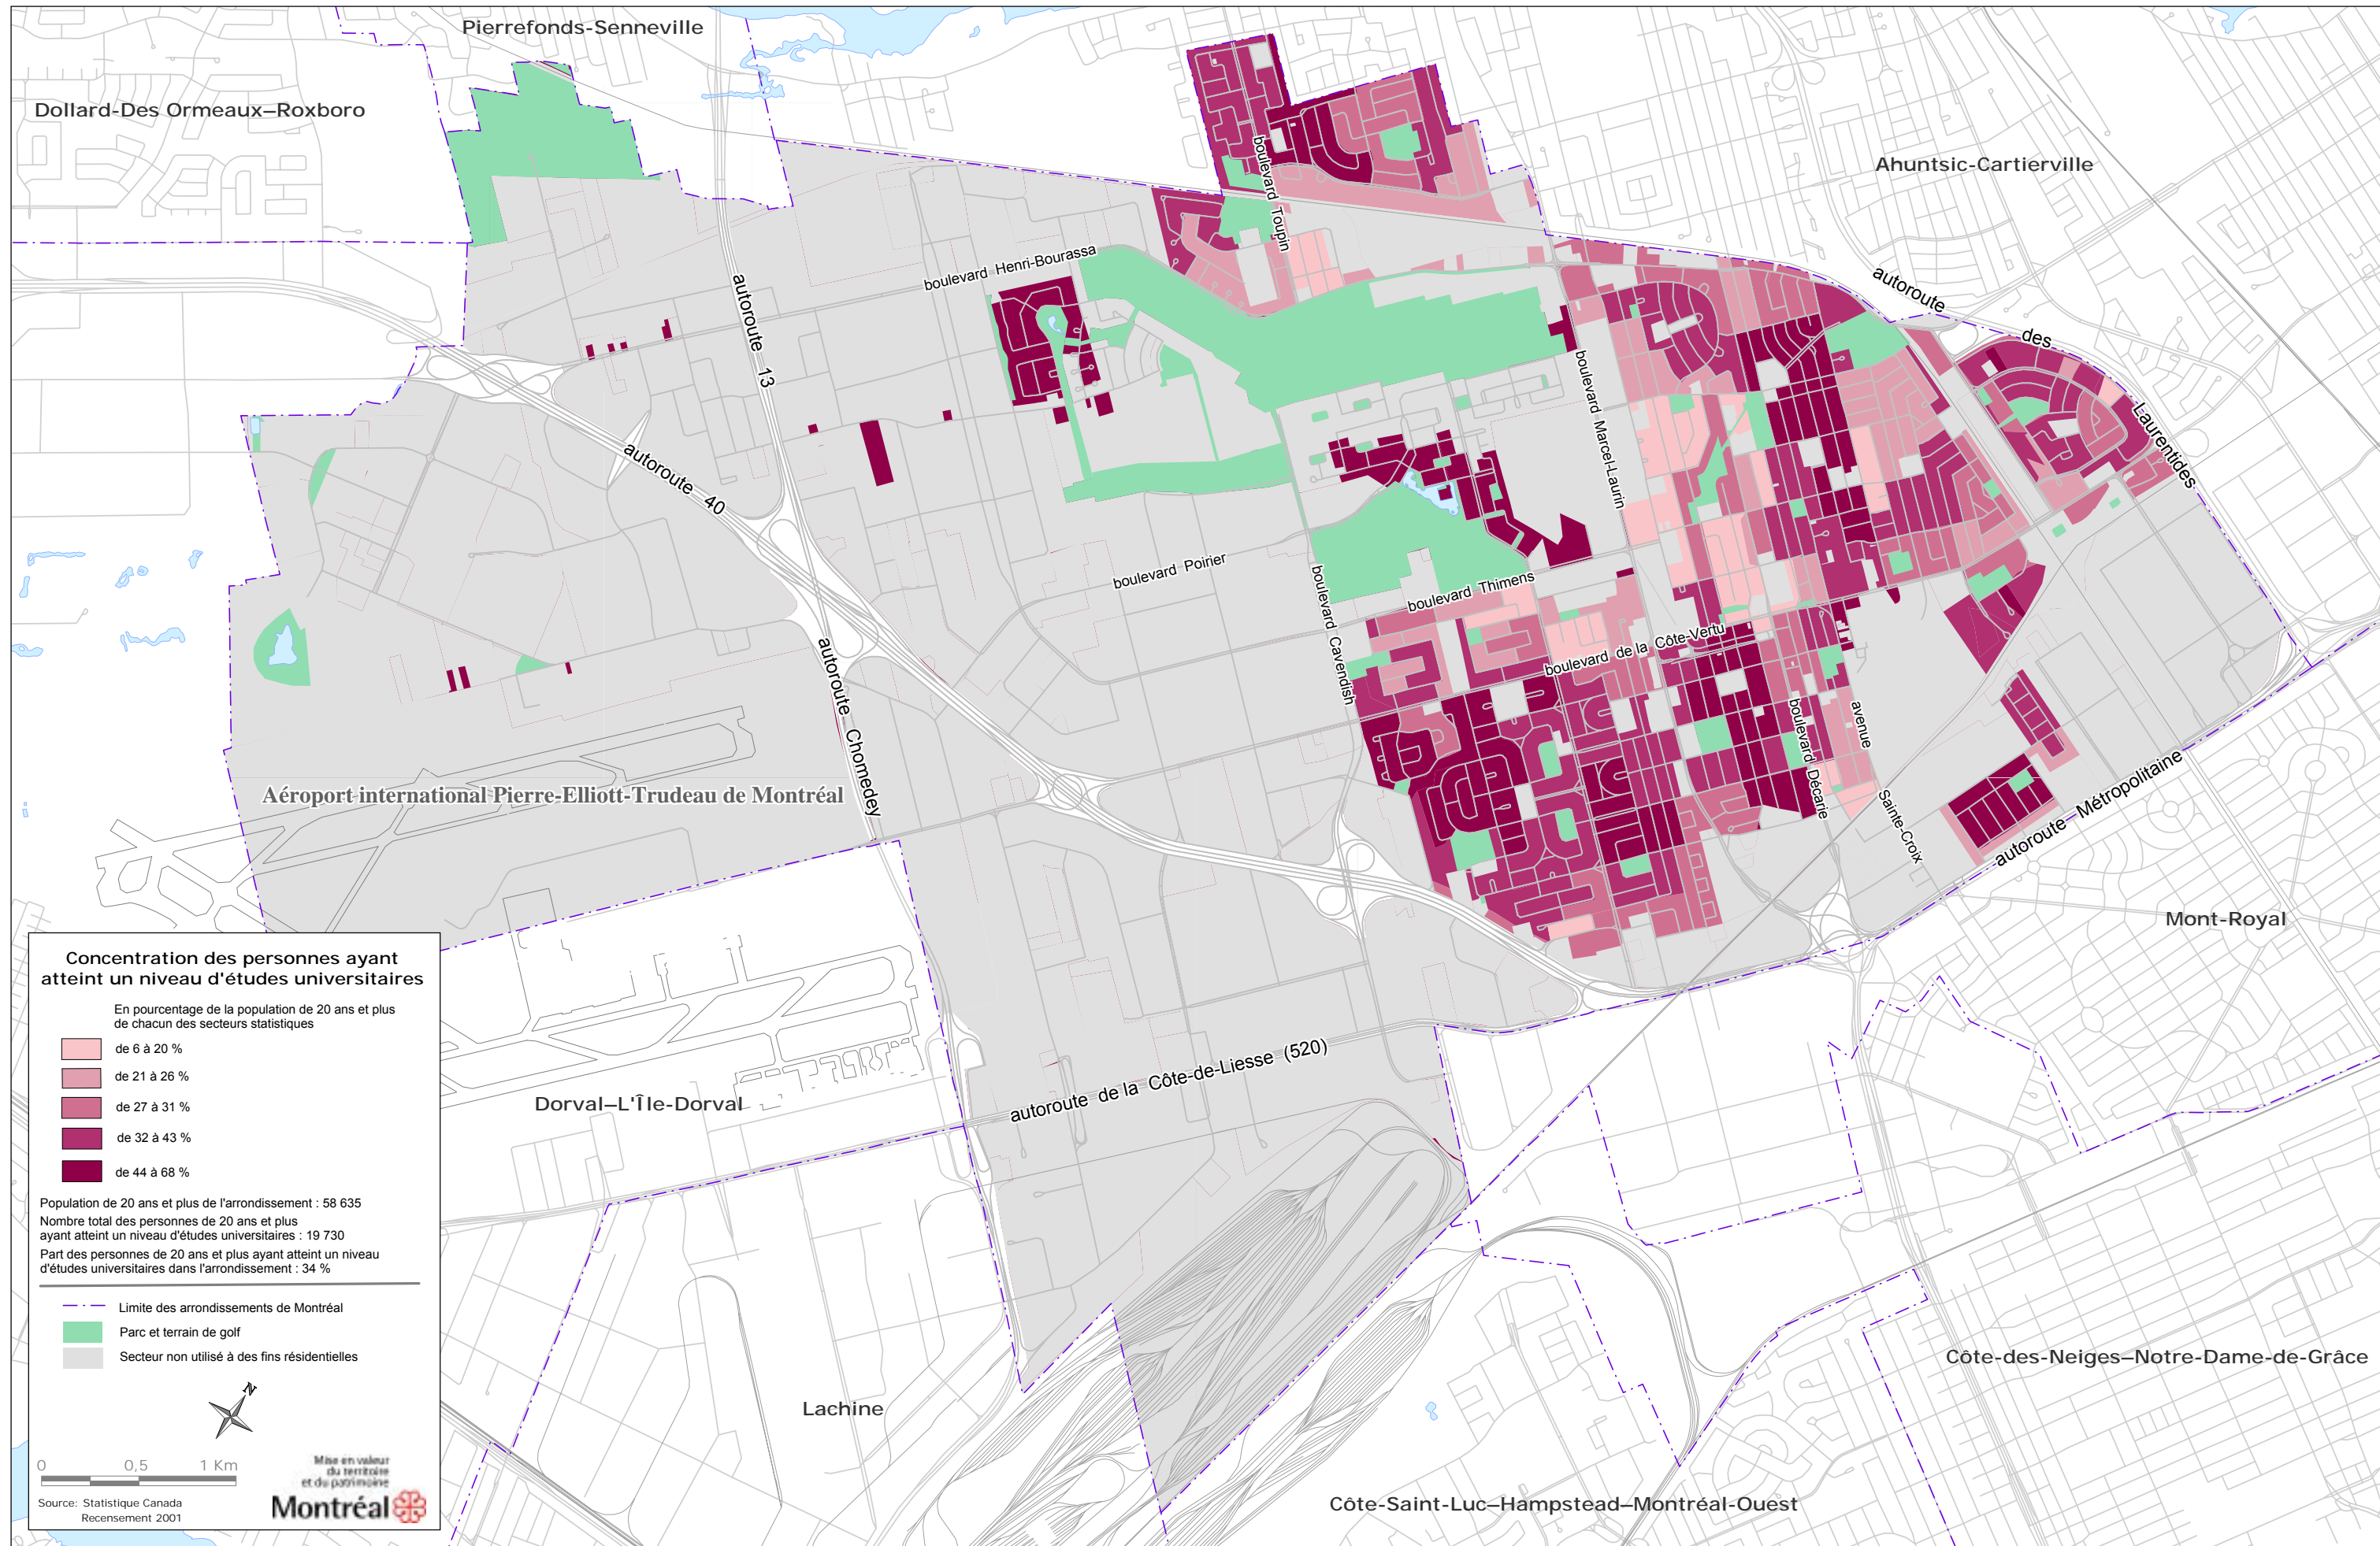 Pierrefonds-Senneville
Dollard-Des Ormeaux–Roxboro
Ahuntsic-Cartierville
boulevard Toupin
boulevard Henri-Bourassa
autoroute 13
autoroute des Laurentides
boulevard Marcel-Laurin
autoroute 40
boulevard Poirier
boulevard Thimens
boulevard Cavendish
boulevard de la Côte-Vertu
autoroute Chomedey
boulevard Décarie
avenue Sainte-Croix
autoroute Métropolitaine
Aéroport international Pierre-Elliott-Trudeau de Montréal
Mont-Royal
autoroute de la Côte-de-Liesse (520)
Dorval–L'Île-Dorval
Lachine
Côte-des-Neiges–Notre-Dame-de-Grâce
Côte-Saint-Luc–Hampstead–Montréal-Ouest
Concentration des personnes ayant
atteint un niveau d'études universitaires
En pourcentage de la population de 20 ans et plus
de chacun des secteurs statistiques
de 6 à 20 %
de 21 à 26 %
de 27 à 31 %
de 32 à 43 %
de 44 à 68 %
Population de 20 ans et plus de l'arrondissement : 58 635
Nombre total des personnes de 20 ans et plus
ayant atteint un niveau d'études universitaires : 19 730
Part des personnes de 20 ans et plus ayant atteint un niveau
d'études universitaires dans l'arrondissement : 34 %
Limite des arrondissements de Montréal
Parc et terrain de golf
Secteur non utilisé à des fins résidentielles
N
0 0,5 1 Km
Source: Statistique Canada
Recensement 2001
Mise en valeur
du territoire
et du patrimoine
Montréal